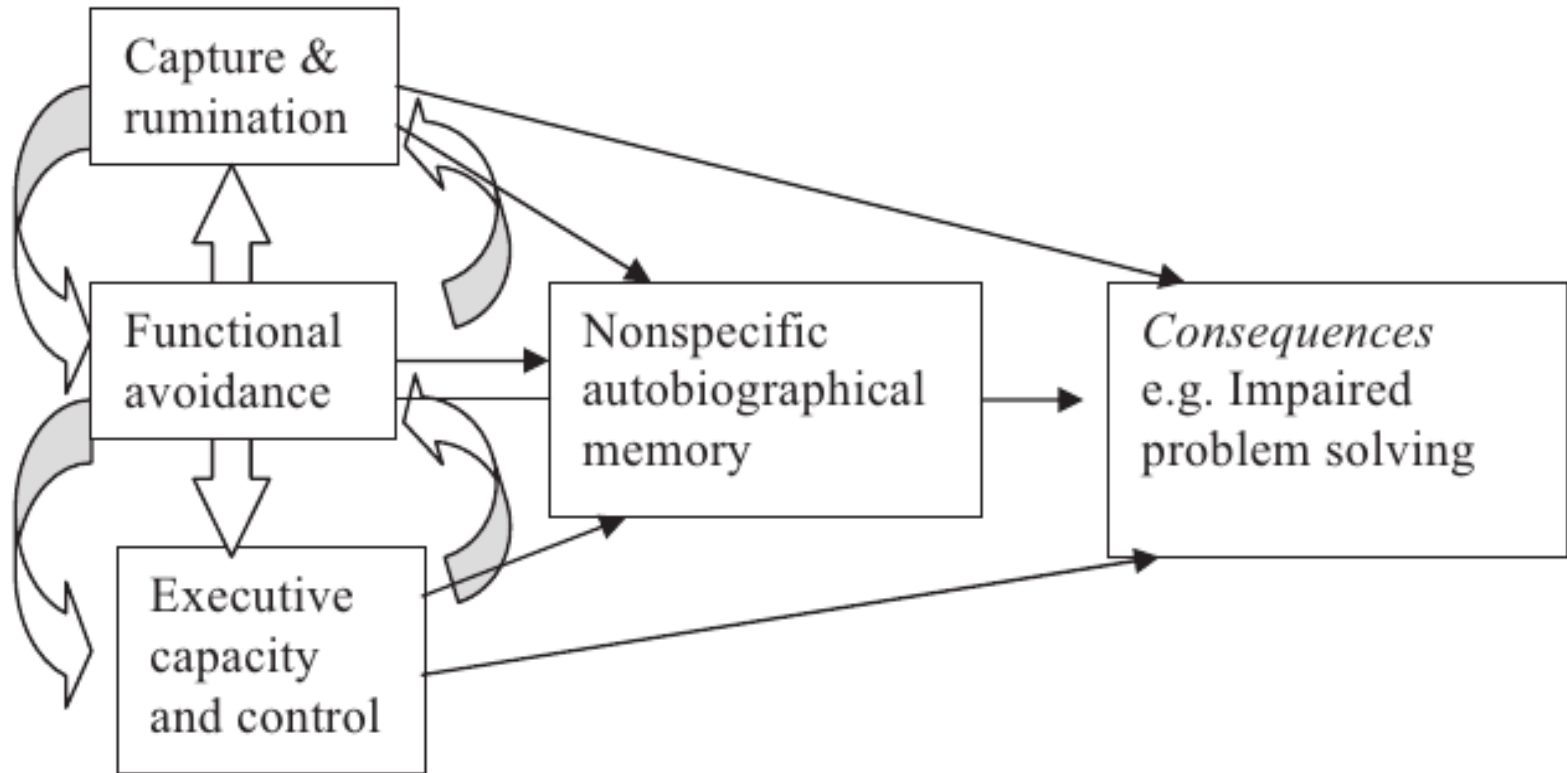 Capture &
rumination
Functional
avoidance
Executive
capacity
and control
Nonspecific
autobiographical
memory
Consequences
e.g. Impaired
problem solving